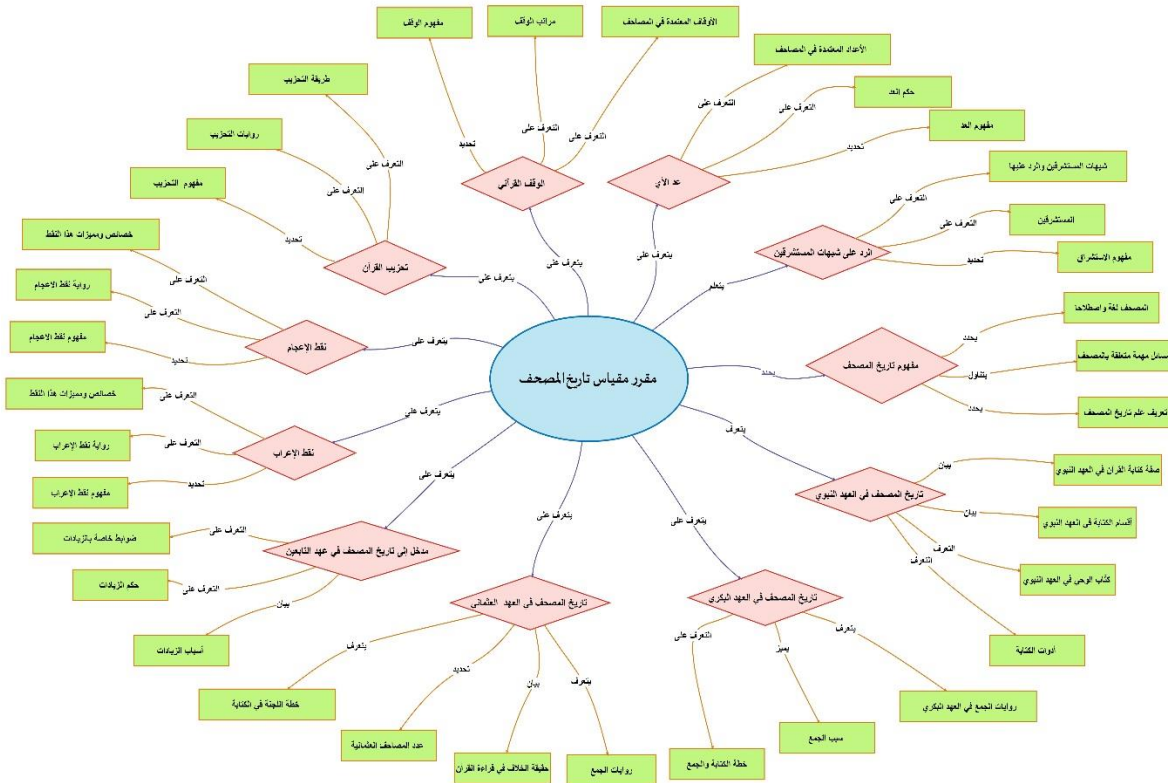 مقرر مقياس تاريخ المصحف
يتعرف على
الوقف القرآني
تحديد
مفهوم الوقف
التعرف على
مراتب الوقف
التعرف على
الأوقاف المعتمدة في المصاحف
يتعرف على
عد الآي
التعرف على
الأعداد المعتمدة في المصاحف
التعرف على
حكم العد
تحديد
مفهوم العد
يتعلم
الرد على شبهات المستشرقين
التعرف على
شبهات المستشرقين والرد عليها
التعرف على
المستشرقين
تحديد
مفهوم الاستشراق
يحدد
مفهوم تاريخ المصحف
يحدد
المصحف لغة واصطلاحا
يتناول
مسائل مهمة متعلقة بالمصحف
يحدد
تعريف علم تاريخ المصحف
يتعرف
تاريخ المصحف في العهد النبوي
بيان
صفة كتابة القرآن في العهد النبوي
بيان
أقسام الكتابة في العهد النبوي
التعرف
كتّاب الوحي في العهد النبوي
التعرف
أدوات الكتابة
يتعرف على
تاريخ المصحف في العهد البكري
يتعرف
روايات الجمع في العهد البكري
يميز
سبب الجمع
التعرف على
خطة الكتابة والجمع
يتعرف على
تاريخ المصحف في العهد العثماني
يتعرف
روايات الجمع
بيان
حقيقة الخلاف في قراءة القرآن
تحديد
عدد المصاحف العثمانية
يتعرف
خطة اللجنة في الكتابة
يتعرف على
مدخل إلى تاريخ المصحف في عهد التابعين
بيان
أسباب الزيادات
التعرف على
حكم الزيادات
التعرف على
ضوابط خاصة بالزيادات
يتعرف على
نقط الإعراب
تحديد
مفهوم نقط الاعراب
التعرف على
رواية نقط الإعراب
التعرف على
خصائص ومميزات هذا النقط
يتعرف على
نقط الإعجام
تحديد
مفهوم نقط الاعجام
التعرف على
رواية نقط الاعجام
التعرف على
خصائص ومميزات هذا النقط
يتعرف على
تحزيب القرآن
تحديد
مفهوم التحزيب
التعرف على
روايات التحزيب
التعرف على
طريقة التحزيب